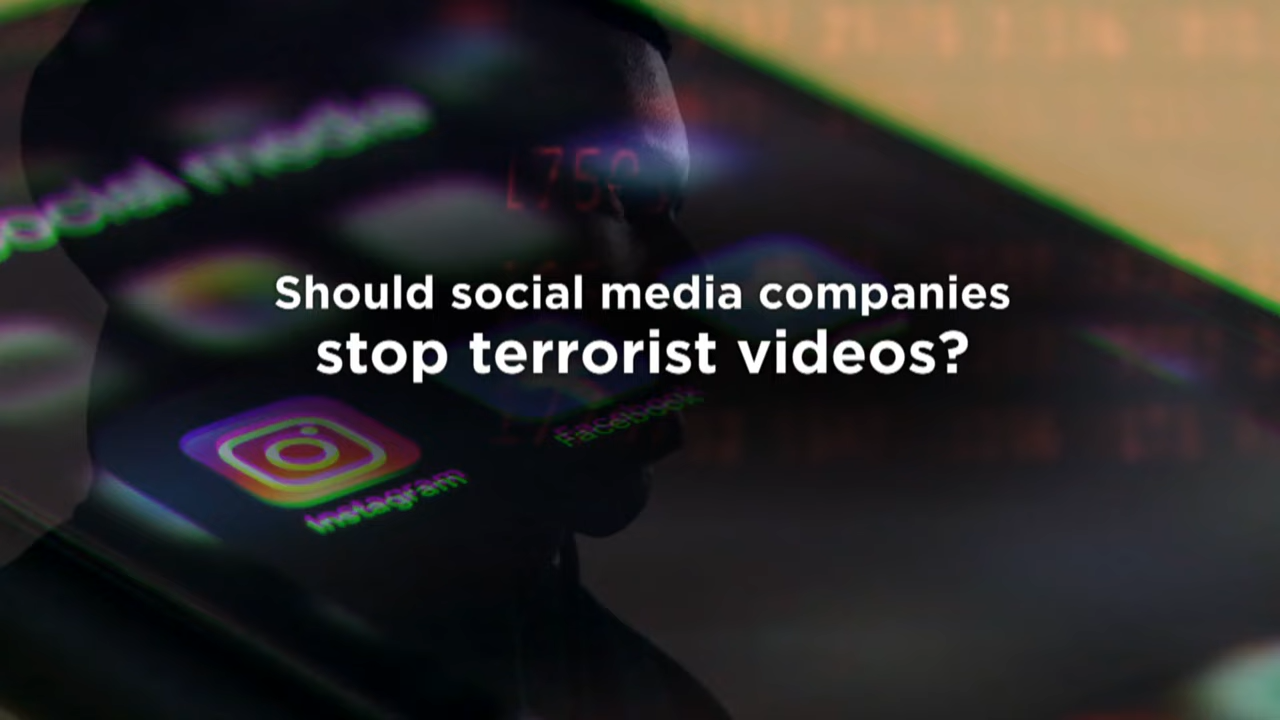 social media
Should social media companies
stop terrorist videos?
Facebook
Instagram